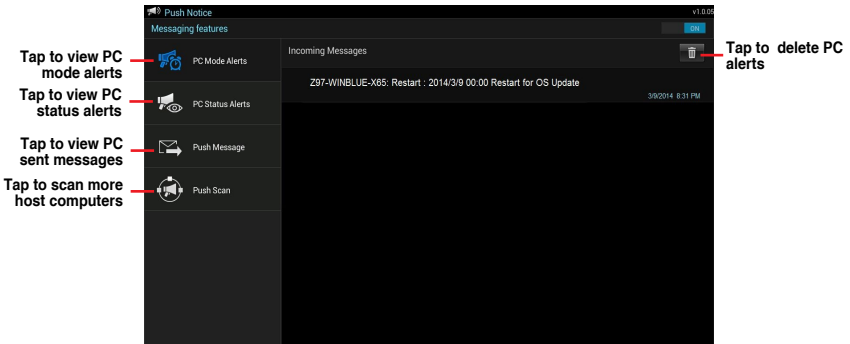 Push Notice
v1.0.05
Messaging features
ON
Tap to view PC
mode alerts
PC Mode Alerts
Incoming Messages
Tap to delete PC
alerts
Z97-WINBLUE-X65: Restart : 2014/3/9 00:00 Restart for OS Update
3/9/2014 8:31 PM
Tap to view PC
status alerts
PC Status Alerts
Tap to view PC
sent messages
Push Message
Tap to scan more
host computers
Push Scan